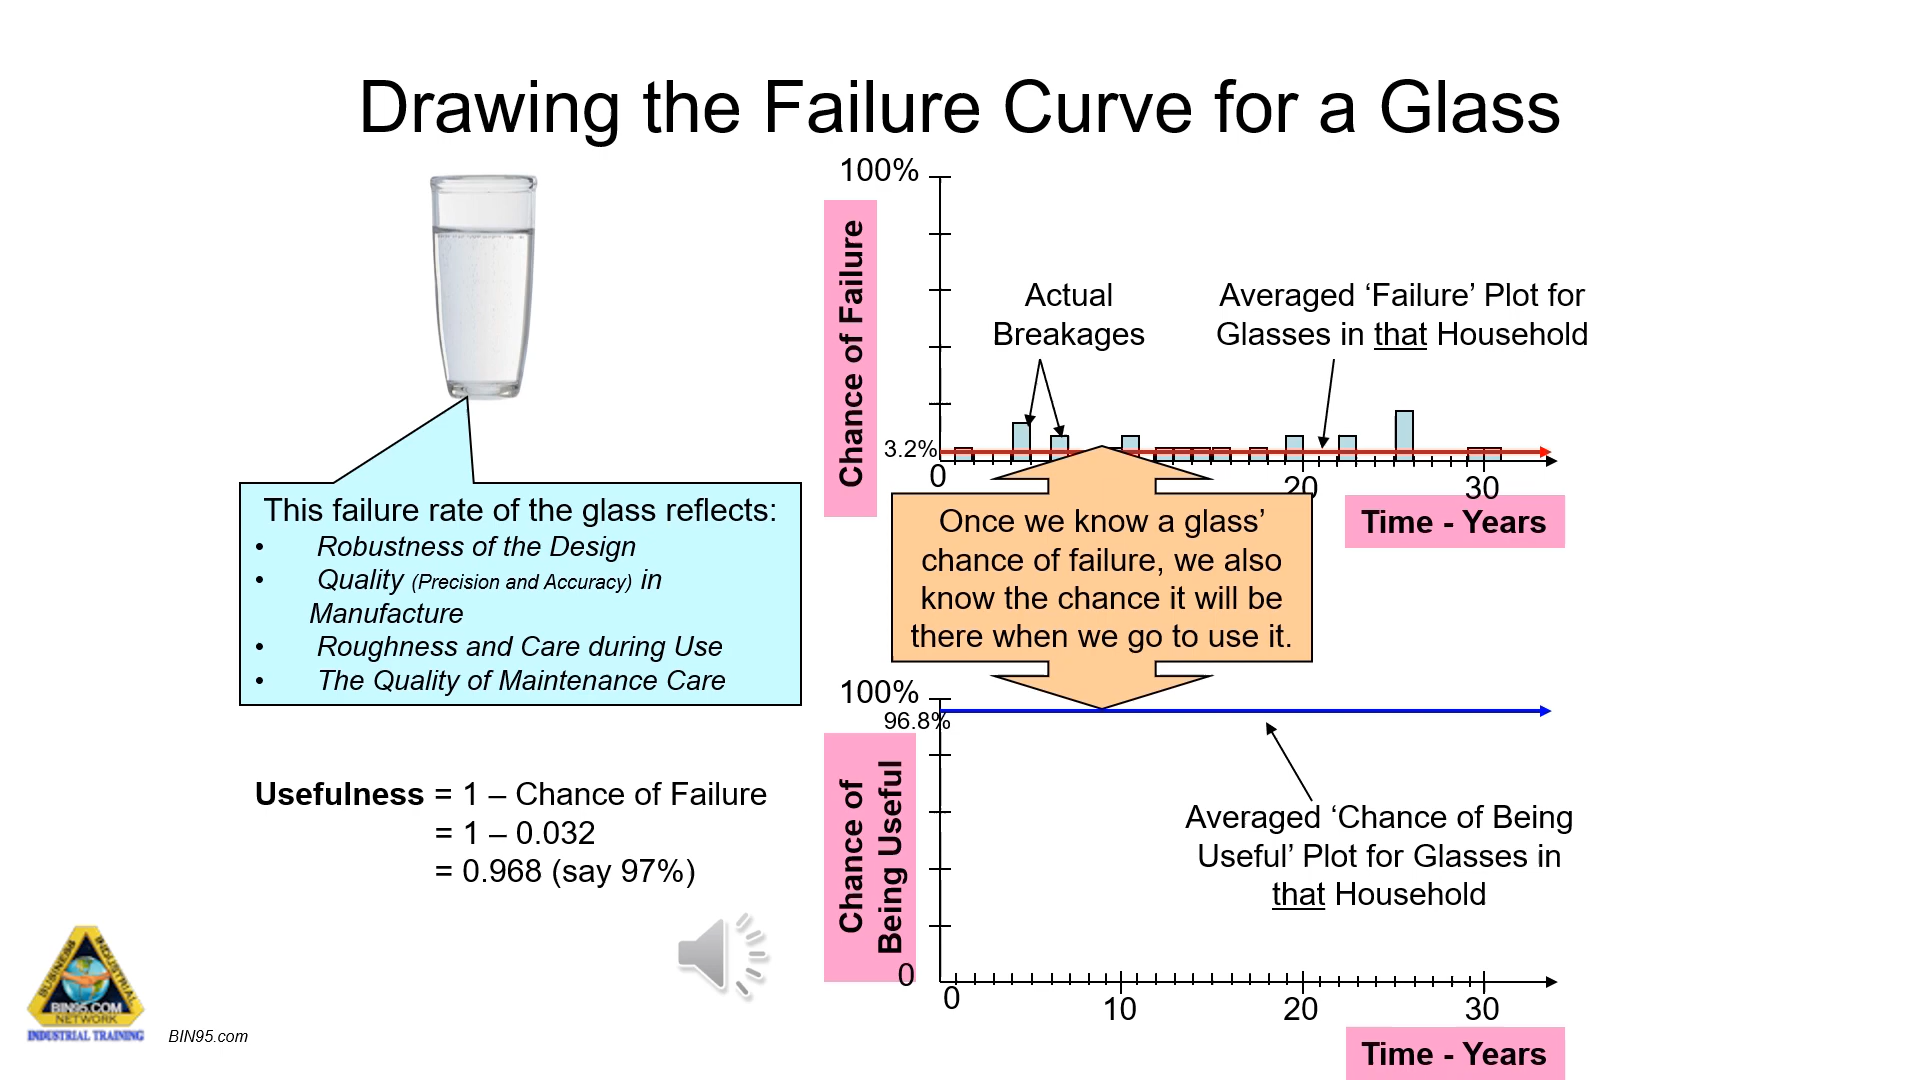 Drawing the Failure Curve for a Glass
100%
Chance of Failure
Actual
Breakages
Averaged ‘Failure’ Plot for
Glasses in that Household
3.2%
0
20
30
Time - Years
This failure rate of the glass reflects:
• Robustness of the Design
• Quality (Precision and Accuracy) in
Manufacture
• Roughness and Care during Use
• The Quality of Maintenance Care
Once we know a glass’
chance of failure, we also
know the chance it will be
there when we go to use it.
100%
96.8%
Chance of
Being Useful
Usefulness = 1 – Chance of Failure
= 1 – 0.032
= 0.968 (say 97%)
Averaged ‘Chance of Being
Useful’ Plot for Glasses in
that Household
0
0
10
20
30
Time - Years
BUSINESS
INDUSTRIAL
BIN95.COM
NETWORK
INDUSTRIAL TRAINING
BIN95.com